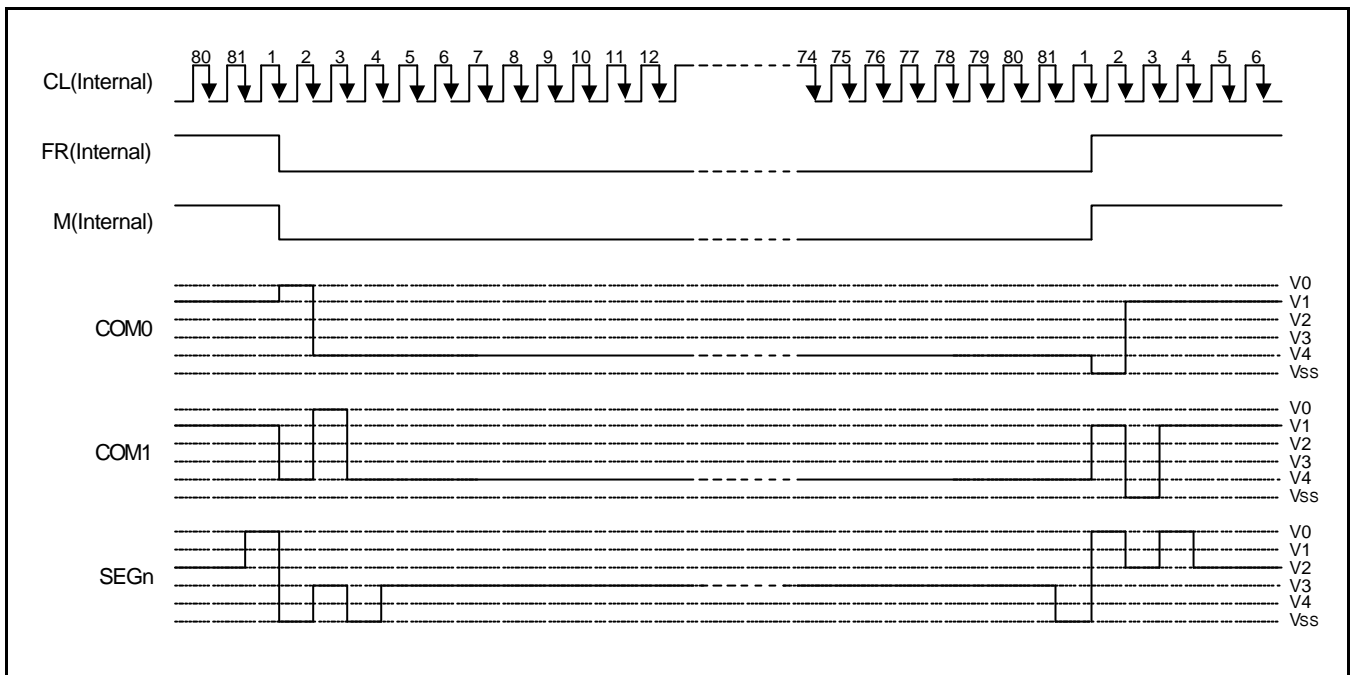 80 81 1 2 3 4 5 6 7 8 9 10 11 12 74 75 76 77 78 79 80 81 1 2 3 4 5 6
CL(Internal)
FR(Internal)
M(Internal)
COM0
V0
V1
V2
V3
V4
Vss
COM1
V0
V1
V2
V3
V4
Vss
SEGn
V0
V1
V2
V3
V4
Vss